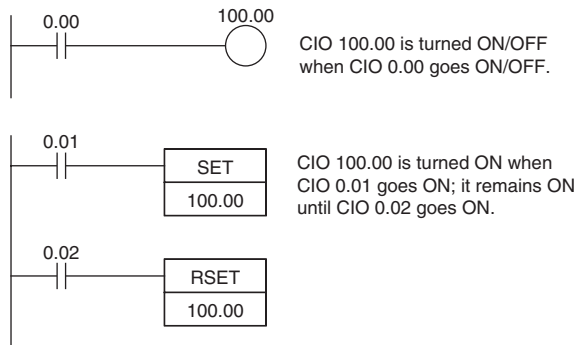 0.00
100.00
CIO 100.00 is turned ON/OFF
when CIO 0.00 goes ON/OFF.
0.01
SET
100.00
CIO 100.00 is turned ON when
CIO 0.01 goes ON; it remains ON
until CIO 0.02 goes ON.
0.02
RSET
100.00